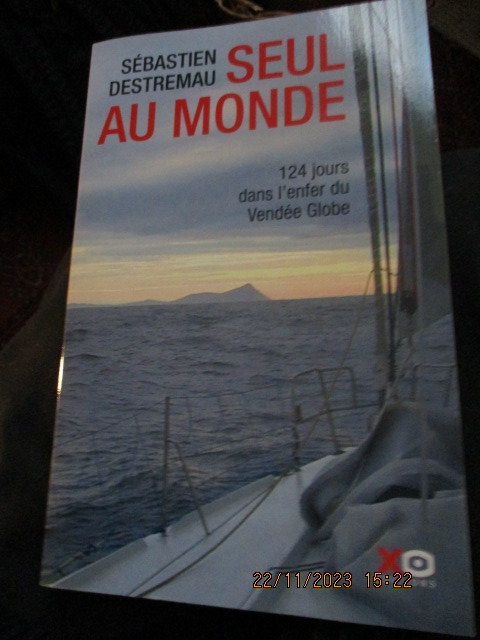 SÉBASTIEN
DESTREMAU
SEUL
AU MONDE
124 jours
dans l'enfer du
Vendée Globe
XO
22/11/2023 15:22